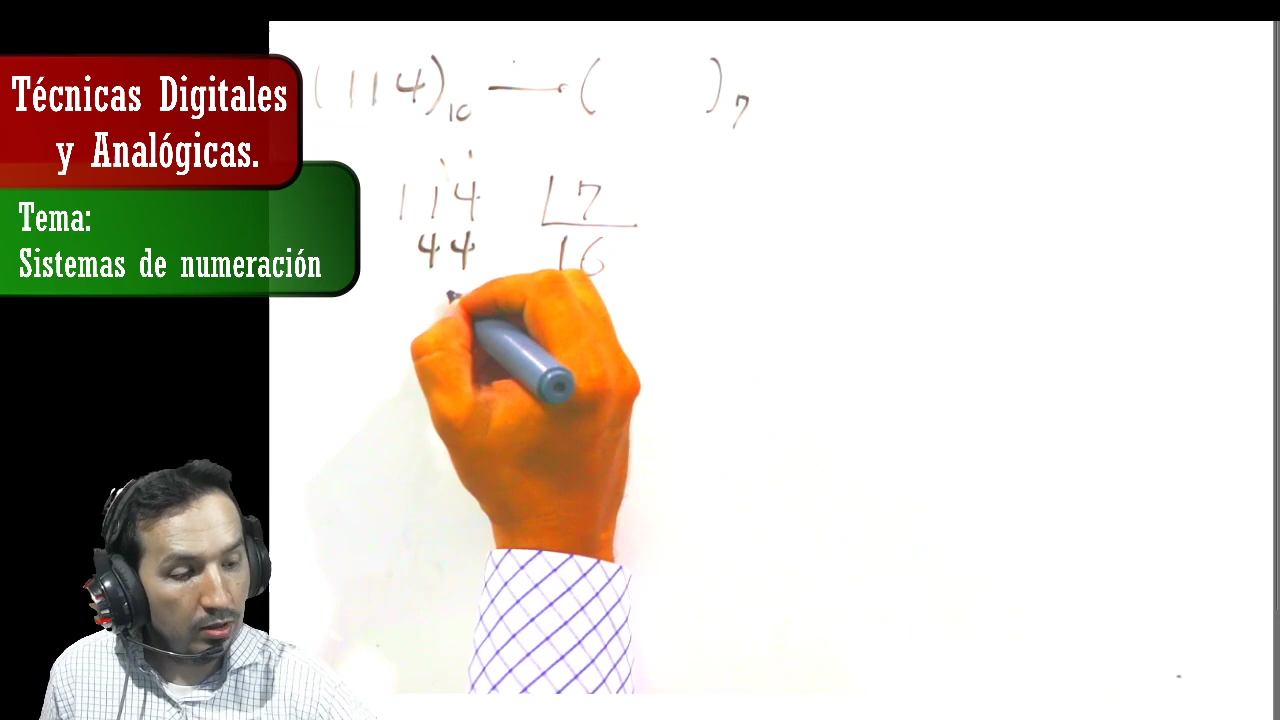 Técnicas Digitales
y Analógicas.
Tema:
Sistemas de numeración
(114)₁₀ — (      )₇
114 7
44 16